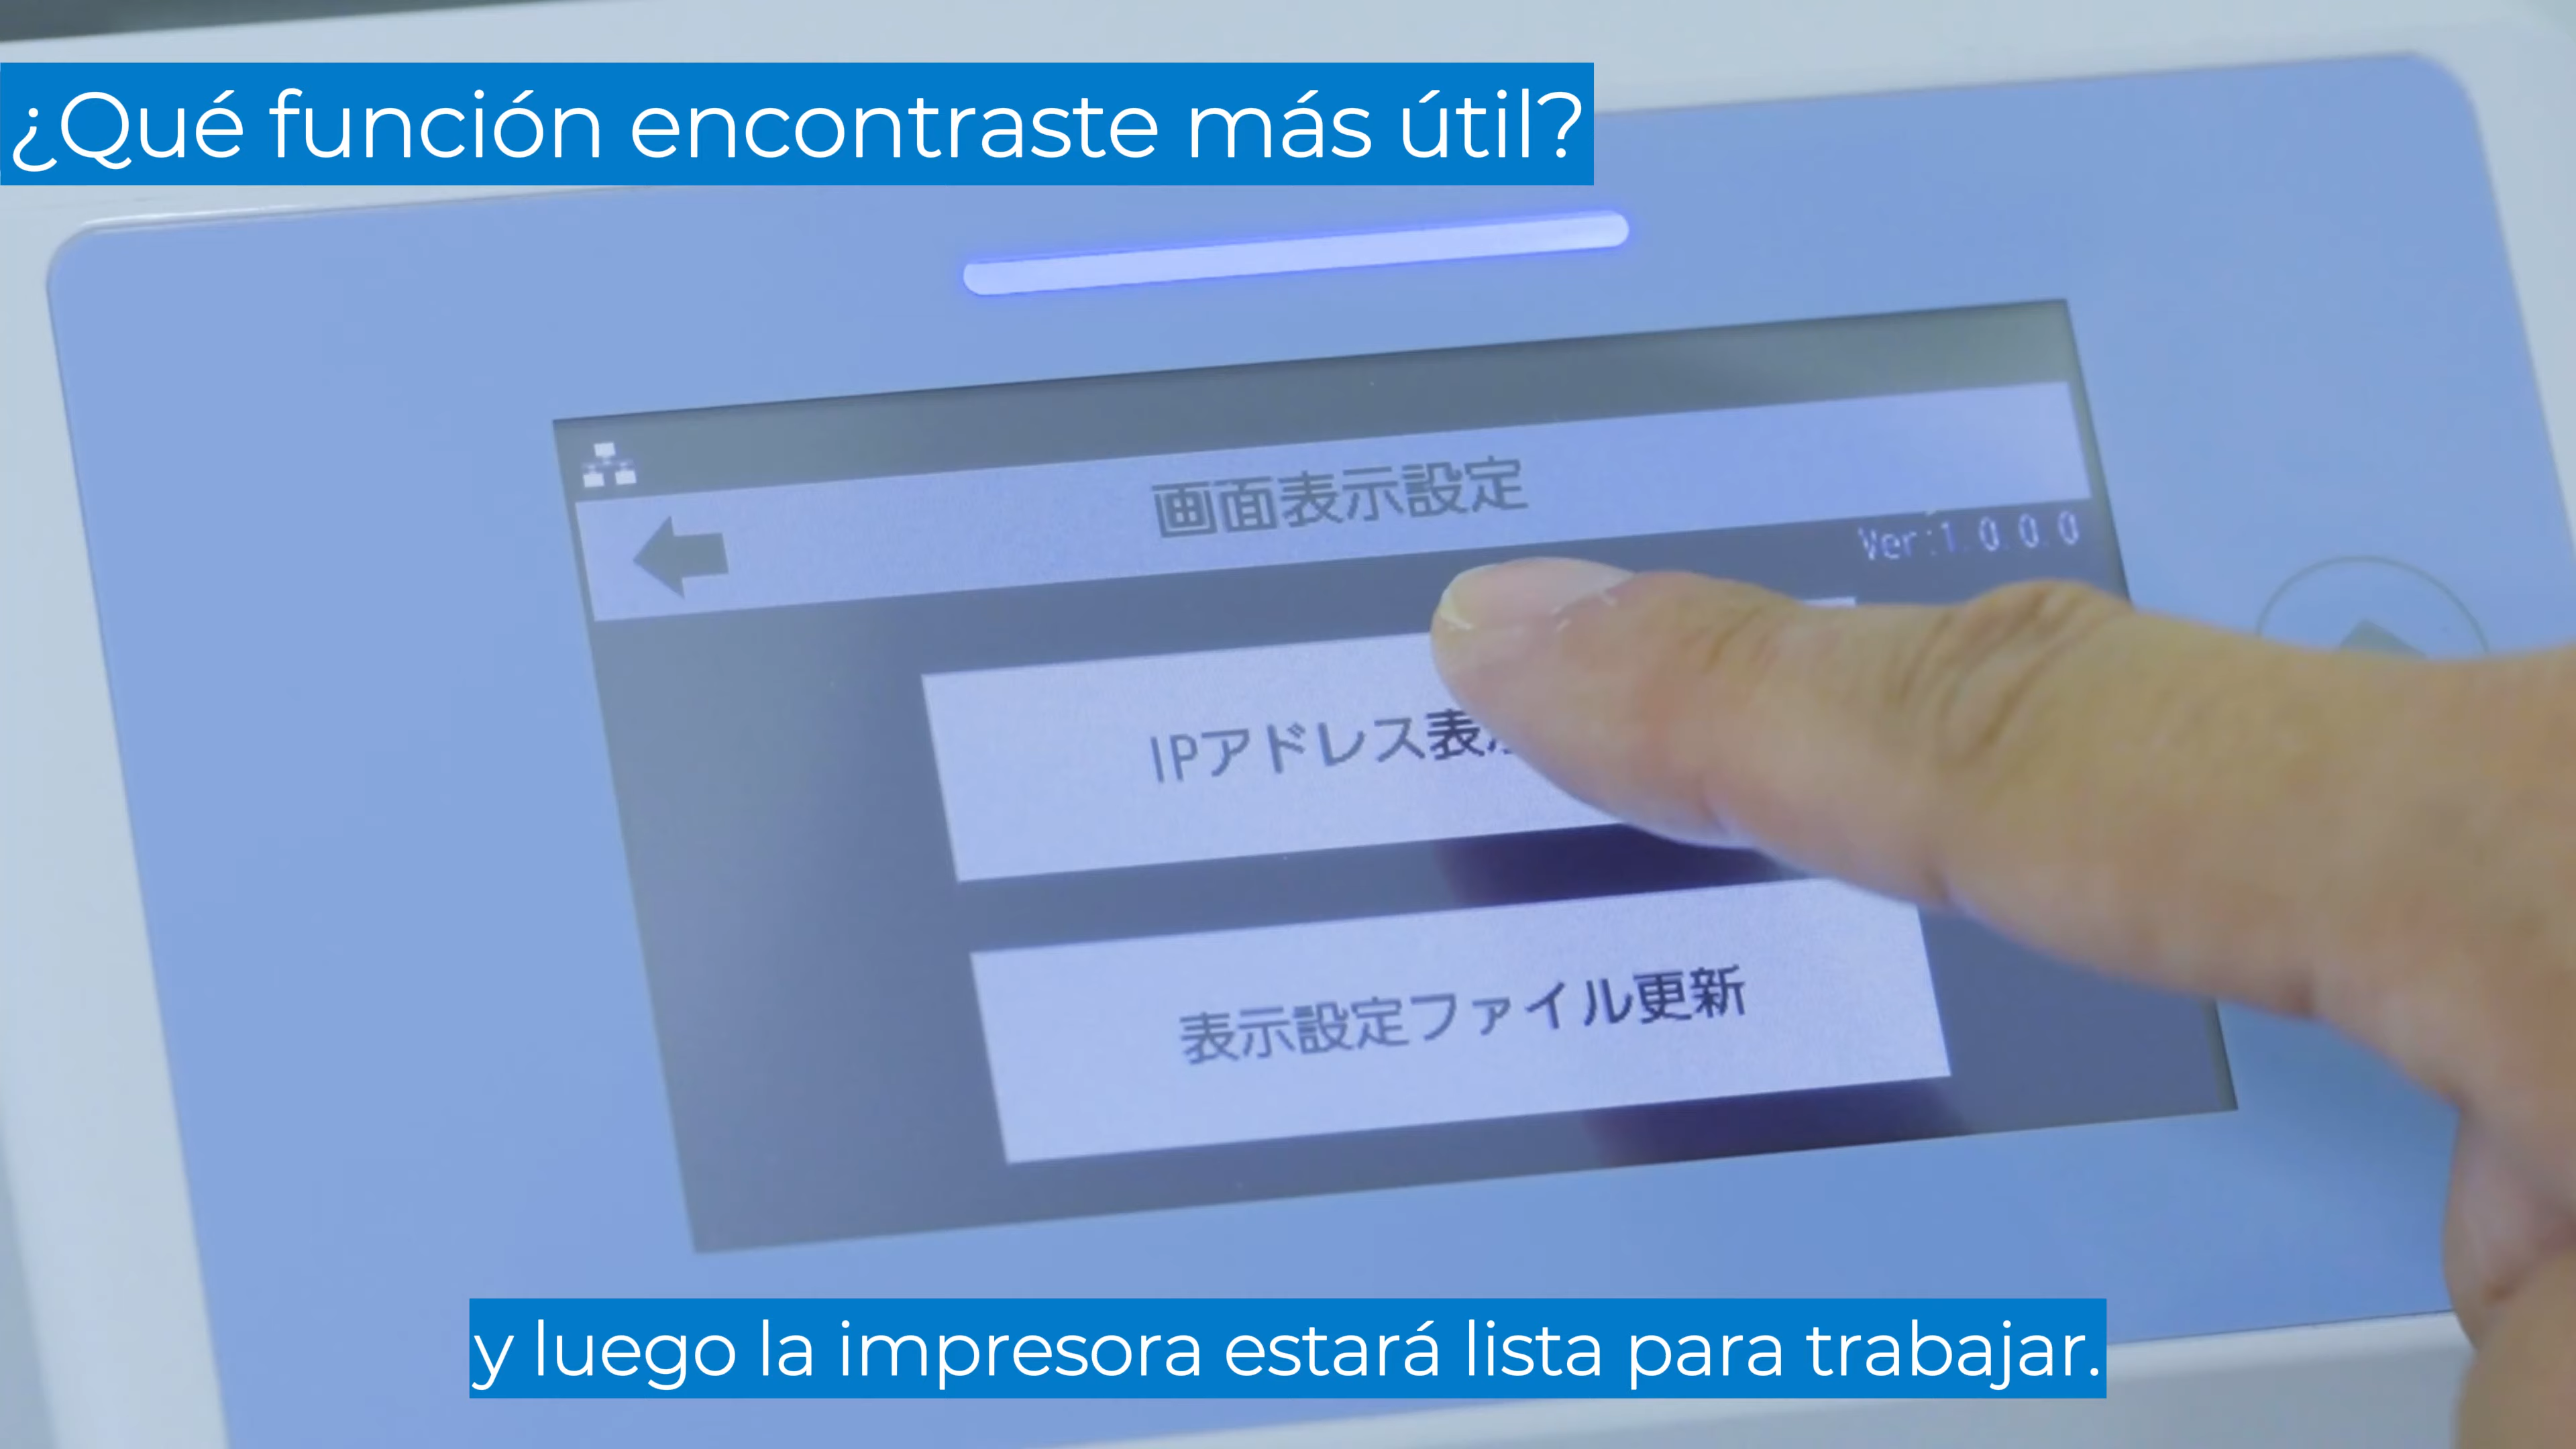 ¿Qué función encontraste más útil?
画面表示設定
Ver:1.0.0.0
IPアドレス表
表示設定ファイル更新
y luego la impresora estará lista para trabajar.